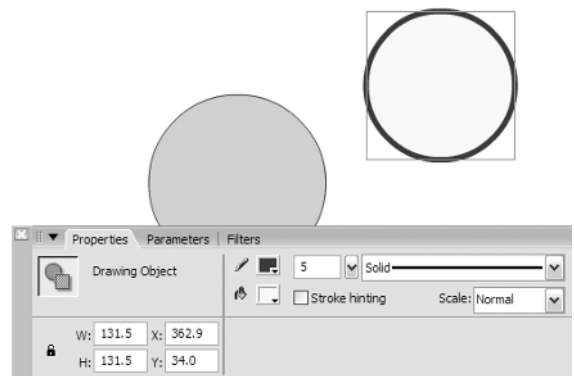 Properties Parameters Filters
Drawing Object 5 Solid
Stroke hinting Scale: Normal
W: 131.5 X: 362.9
H: 131.5 Y: 34.0